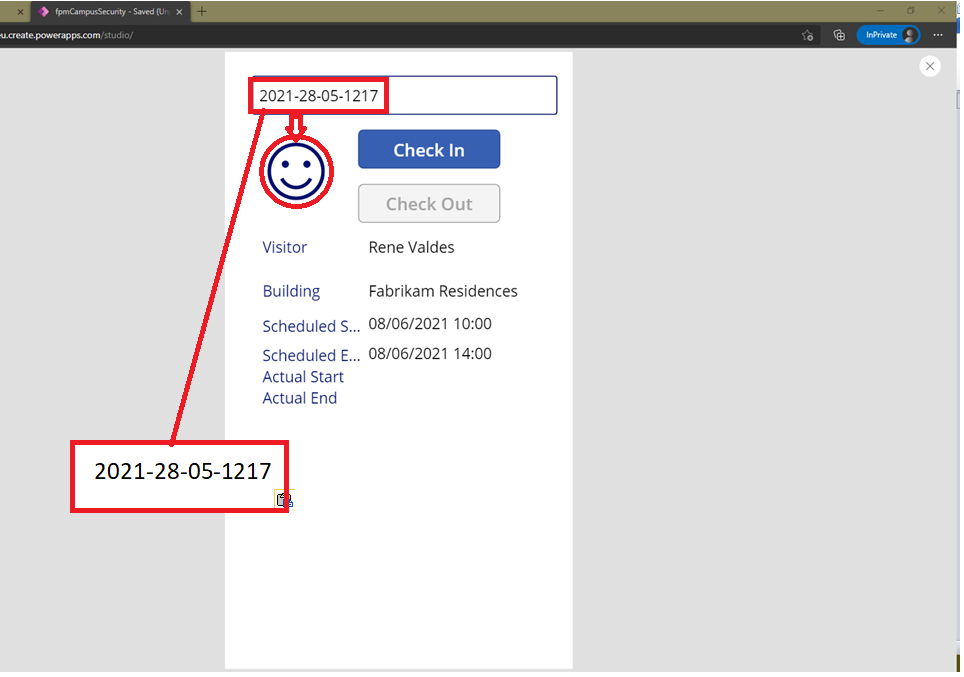 fpmCampusSecurity - Saved (Un
eu.create.powerapps.com/studio/
InPrivate
2021-28-05-1217
Check In
Check Out
Visitor Rene Valdes
Building Fabrikam Residences
Scheduled S... 08/06/2021 10:00
Scheduled E... 08/06/2021 14:00
Actual Start
Actual End
2021-28-05-1217